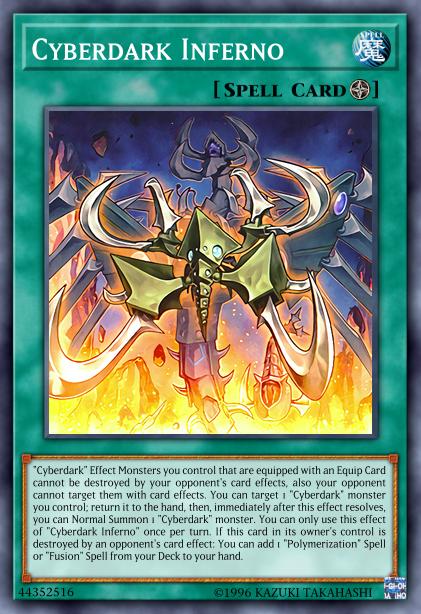 CYBERDARK INFERNO
SPELL
魔
[SPELL CARD]
"Cyberdark" Effect Monsters you control that are equipped with an Equip Card
cannot be destroyed by your opponent's card effects, also your opponent
cannot target them with card effects. You can target 1 "Cyberdark" monster
you control; return it to the hand, then, immediately after this effect resolves,
you can Normal Summon 1 "Cyberdark" monster. You can only use this effect
of "Cyberdark Inferno" once per turn. If this card in its owner's control is
destroyed by an opponent's card effect: You can add 1 "Polymerization" Spell
or "Fusion" Spell from your Deck to your hand.
44352516
©1996 KAZUKI TAKAHASHI